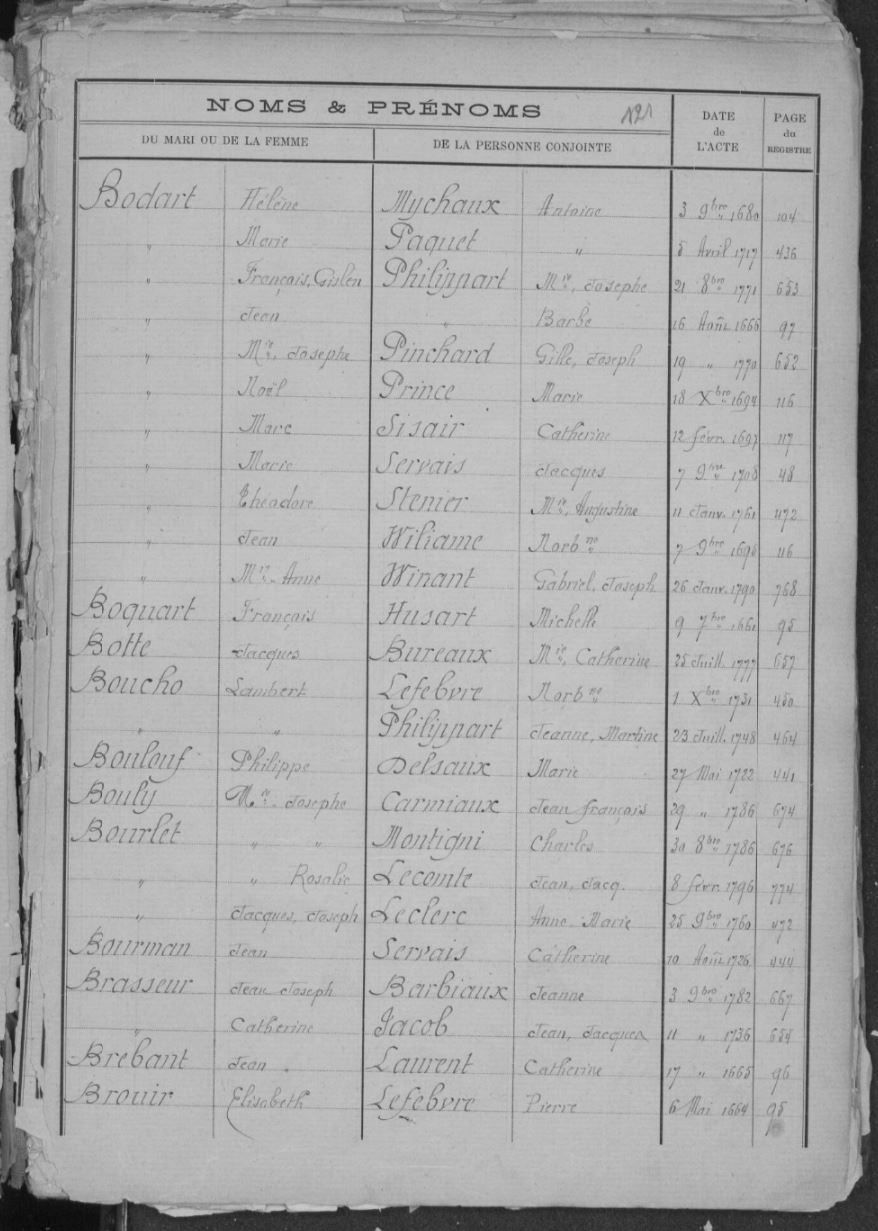 NOMS & PRÉNOMS 121 DATE de L'ACTE PAGE du REGISTRE
DU MARI OU DE LA FEMME DE LA PERSONNE CONJOINTE
Bodart Hélène Mychaux Antoine 3 9bre 1680 104
" Marie Paquet " 5 Avril 1717 436
" François, Gislen Philippart Mie, Josephe 21 8bre 1771 653
" Jean " Barbe 16 Août 1666 97
" Mie, Josephe Pinchard Gille, Joseph 19 " 1770 652
" Noël Prince Marie 18 Xbre 1694 116
" Marc Sisair Catherine 12 févr. 1697 117
" Marie Servais Jacques 7 9bre 1708 48
" Théodore Stenier Mie, Augustine 11 Janv. 1761 472
" Jean Wiliame Norbne 7 9bre 1696 116
" Mie Anne Winant Gabriel, Joseph 26 Janv. 1790 768
Boquart François Husart Michelle 9 7bre 1661 95
Botte Jacques Bureaux Mie, Catherine 25 Juill. 1777 657
Boucho Lambert Lefebvre Norbne 1 Xbre 1731 450
" " Philippart Jeanne, Martine 23 Juill. 1748 464
Boulouf Philippe Delsaux Marie 27 Mai 1722 441
Bouly Mie Josephe Carmiaux Jean françois 29 " 1786 674
Bourlet " " Montigni Charles 30 8bre 1786 676
" " Rosalie Lecomte Jean, Jacq. 8 févr. 1796 774
" Jacques, Joseph Leclerc Anne Marie 25 9bre 1760 472
Bourman Jean Servais Catherine 10 Août 1726 444
Brasseur Jean Joseph Barbiaux Jeanne 3 9bre 1782 667
" Catherine Jacob Jean, Jacques 11 " 1736 454
Brebant Jean Laurent Catherine 17 " 1665 96
Brouir Elisabeth Lefebvre Pierre 6 Mai 1664 95